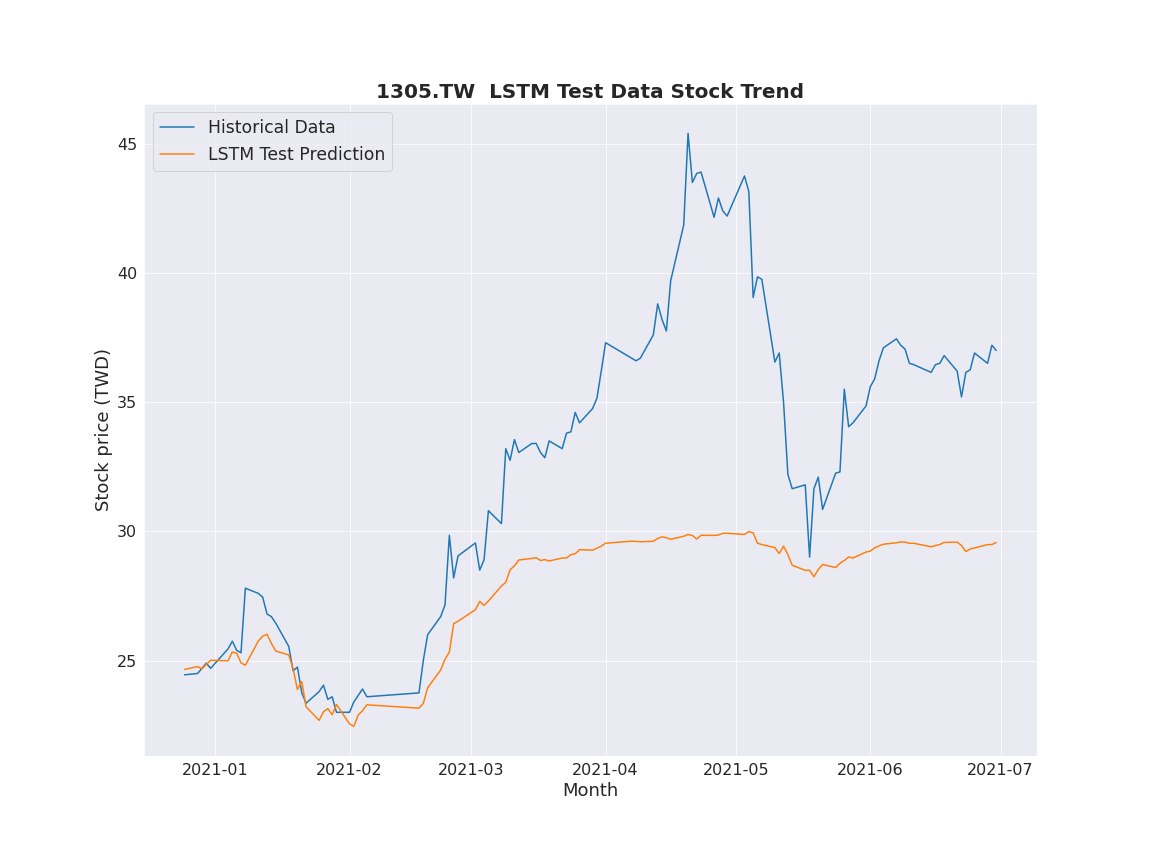 1305.TW  LSTM Test Data Stock Trend
Historical Data
LSTM Test Prediction
45
40
35
30
25
Stock price (TWD)
2021-01 2021-02 2021-03 2021-04 2021-05 2021-06 2021-07
Month